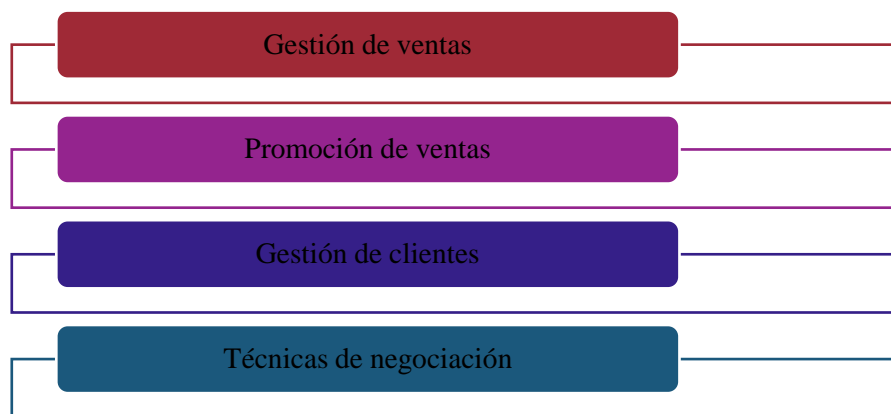 Gestión de ventas
Promoción de ventas
Gestión de clientes
Técnicas de negociación